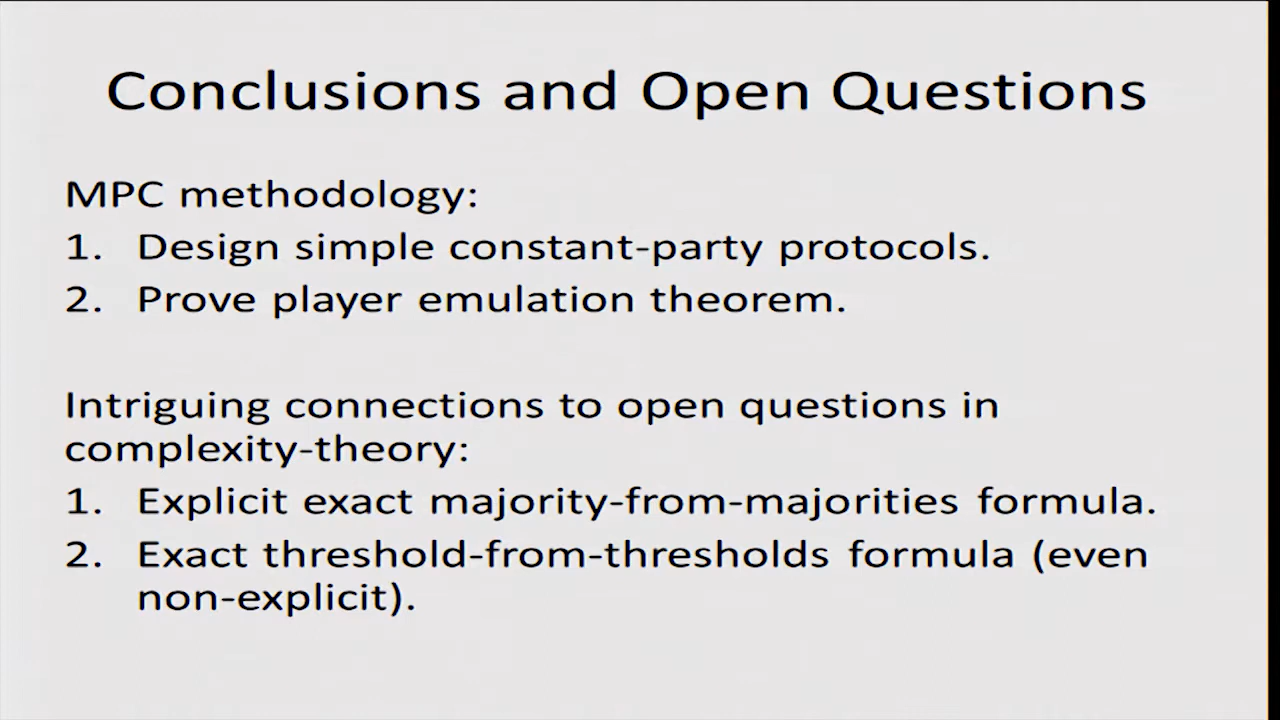 Conclusions and Open Questions
MPC methodology:
1. Design simple constant-party protocols.
2. Prove player emulation theorem.
Intriguing connections to open questions in
complexity-theory:
1. Explicit exact majority-from-majorities formula.
2. Exact threshold-from-thresholds formula (even
non-explicit).